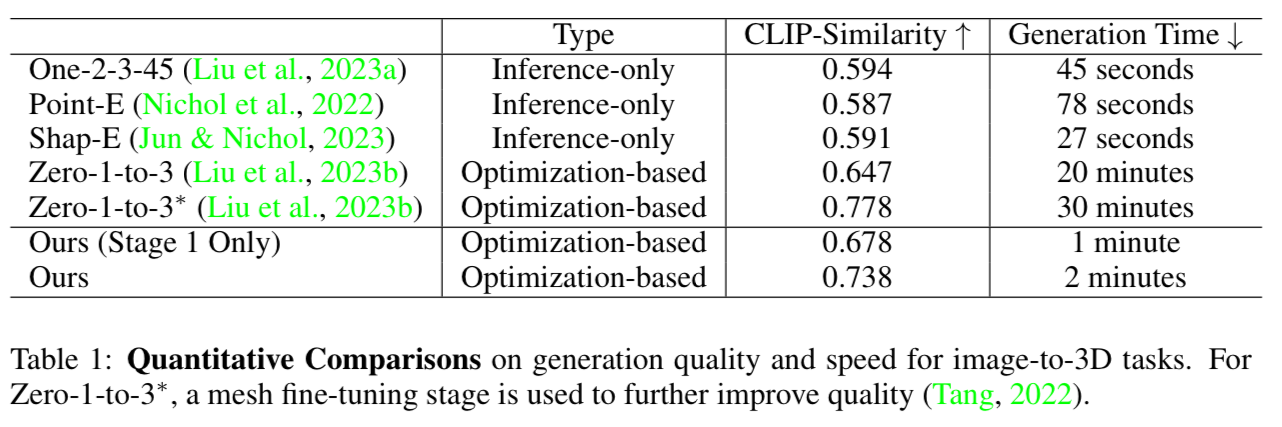 Type CLIP-Similarity ↑ Generation Time ↓
One-2-3-45 (Liu et al., 2023a) Inference-only 0.594 45 seconds
Point-E (Nichol et al., 2022) Inference-only 0.587 78 seconds
Shap-E (Jun & Nichol, 2023) Inference-only 0.591 27 seconds
Zero-1-to-3 (Liu et al., 2023b) Optimization-based 0.647 20 minutes
Zero-1-to-3* (Liu et al., 2023b) Optimization-based 0.778 30 minutes
Ours (Stage 1 Only) Optimization-based 0.678 1 minute
Ours Optimization-based 0.738 2 minutes
Table 1: Quantitative Comparisons on generation quality and speed for image-to-3D tasks. For
Zero-1-to-3*, a mesh fine-tuning stage is used to further improve quality (Tang, 2022).